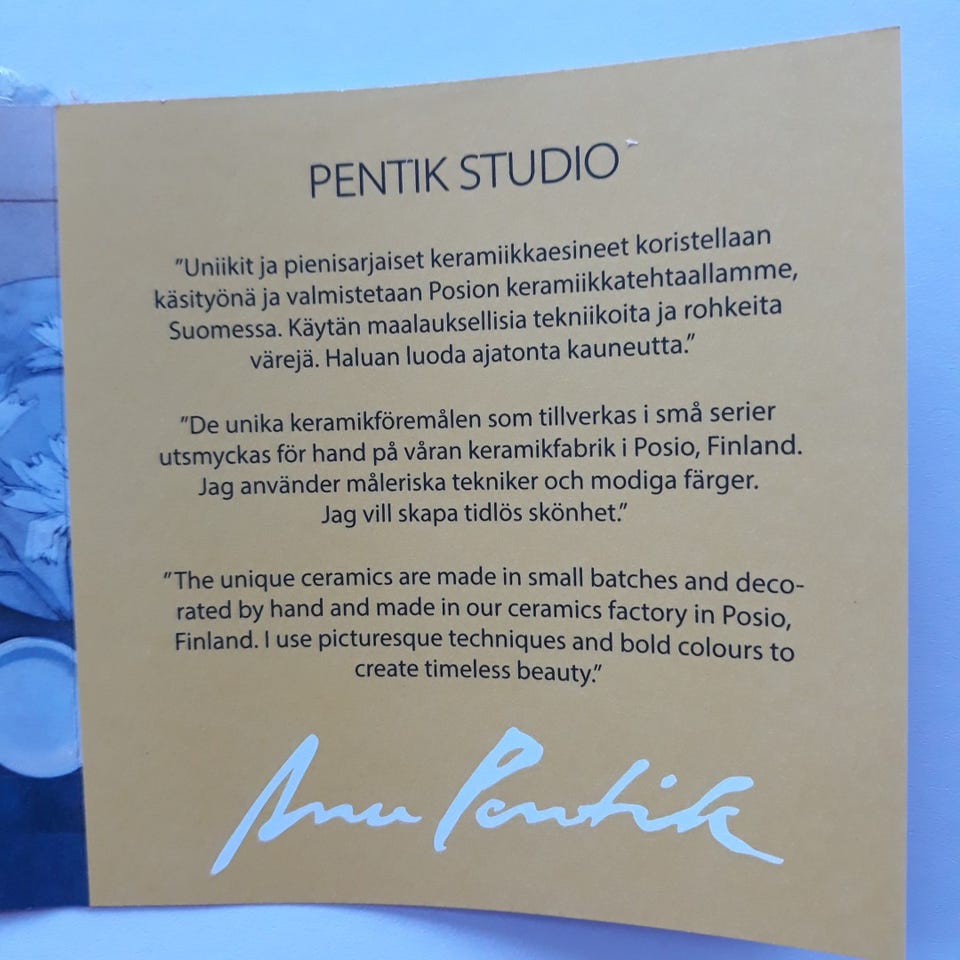 PENTIK STUDIO
”Uniikit ja pienisarjaiset keramiikkaesineet koristellaan
käsityönä ja valmistetaan Posion keramiikkatehtaallamme,
Suomessa. Käytän maalauksellisia tekniikoita ja rohkeita
värejä. Haluan luoda ajatonta kauneutta.”
”De unika keramikföremålen som tillverkas i små serier
utsmyckas för hand på våran keramikfabrik i Posio, Finland.
Jag använder måleriska tekniker och modiga färger.
Jag vill skapa tidlös skönhet.”
”The unique ceramics are made in small batches and deco-
rated by hand and made in our ceramics factory in Posio,
Finland. I use picturesque techniques and bold colours to
create timeless beauty.”
Anu Pentik